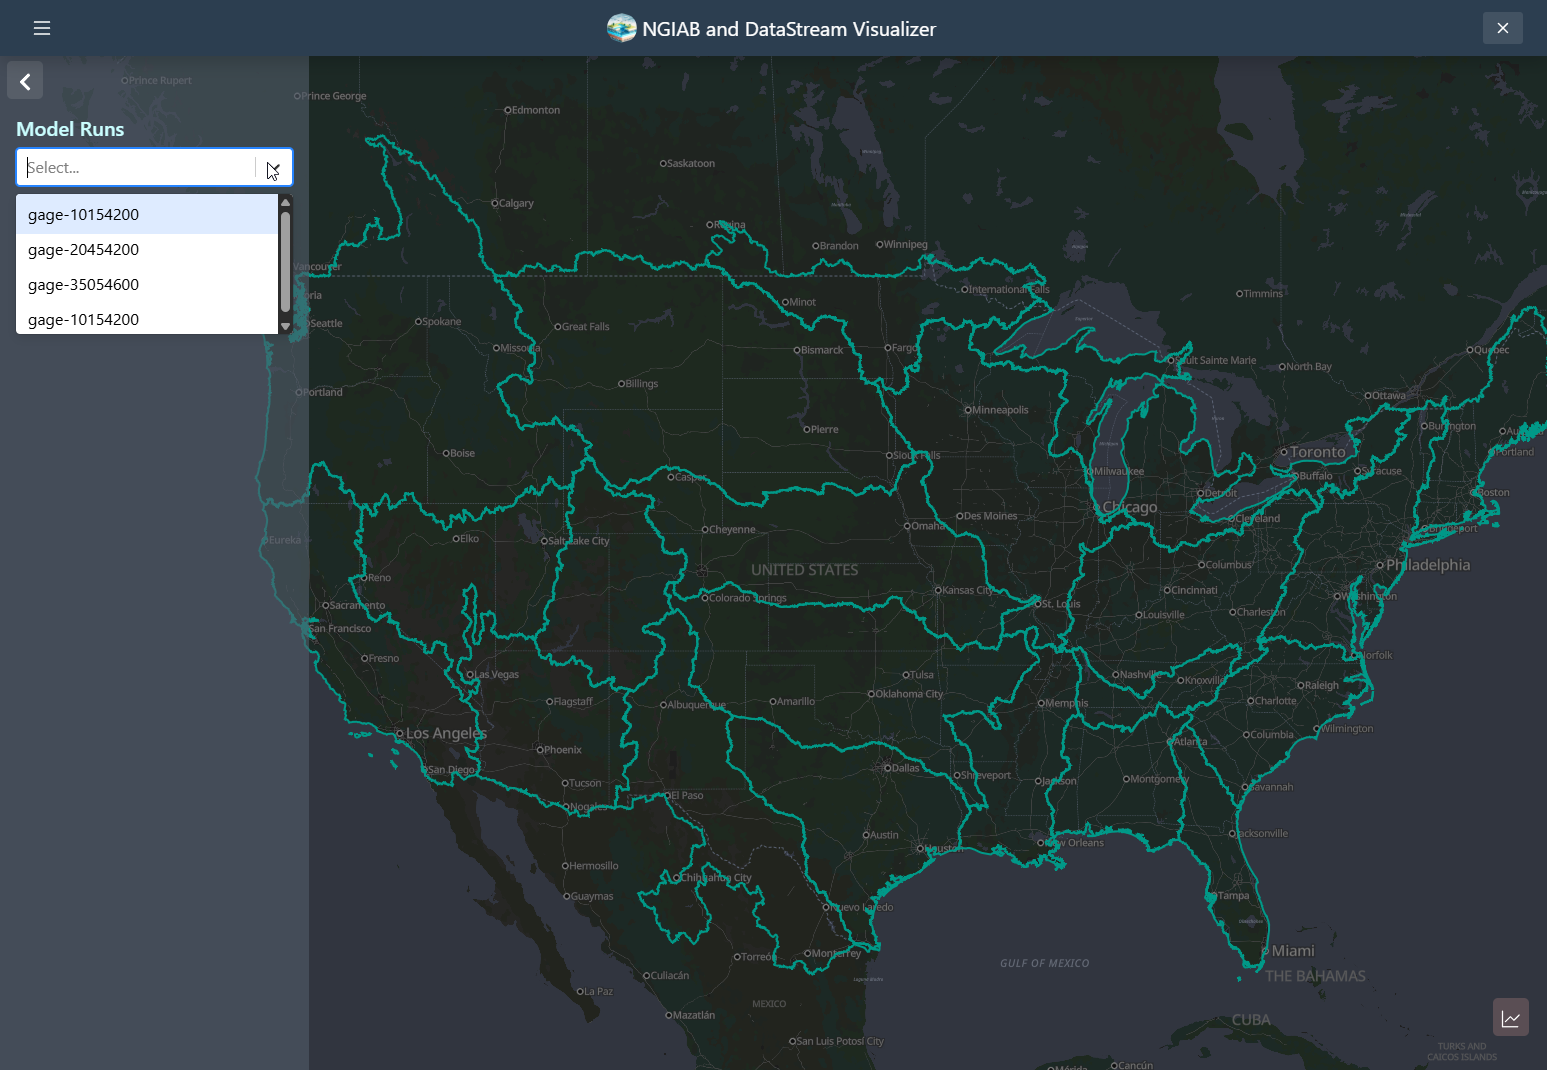 NGIAB and DataStream Visualizer
Model Runs
Select...
gage-10154200
gage-20454200
gage-35054600
gage-10154200
Prince Rupert
Prince George
Edmonton
Saskatoon
Calgary
Regina
Brandon
Winnipeg
Vancouver
International Falls
Timmins
Minot
Seattle
Spokane
Great Falls
Missoula
Bismarck
Fargo
Sault Sainte Marie
North Bay
Quebec
Portland
Billings
Minneapolis
Ottawa
Pierre
Burlington
Boise
Sioux Falls
Toronto
Portland
Casper
Milwaukee
Buffalo
Syracuse
Detroit
Boston
Chicago
Cheyenne
Omaha
Des Moines
Cleveland
Bridgeport
Eureka
Elko
Salt Lake City
UNITED STATES
Columbus
Philadelphia
Reno
Colorado Springs
Kansas City
Cincinnati
Washington
Sacramento
St. Louis
Louisville
Charleston
San Francisco
Fresno
Norfolk
Las Vegas
Tulsa
Nashville
Knoxville
Raleigh
Flagstaff
Albuquerque
Amarillo
Oklahoma City
Memphis
Charlotte
Los Angeles
Phoenix
Atlanta
Columbia
Wilmington
San Diego
Tucson
Dallas
Shreveport
Jackson
Montgomery
Savannah
Nogales
El Paso
Austin
Houston
New Orleans
Jacksonville
Hermosillo
Chihuahua City
Guaymas
Nuevo Laredo
Tampa
Torreón
Monterrey
GULF OF MEXICO
Miami
Culiacán
THE BAHAMAS
La Paz
MEXICO
Mazatlán
CUBA
San Luis Potosí City
TURKS AND
CAICOS ISLANDS
Mérida
Cancún